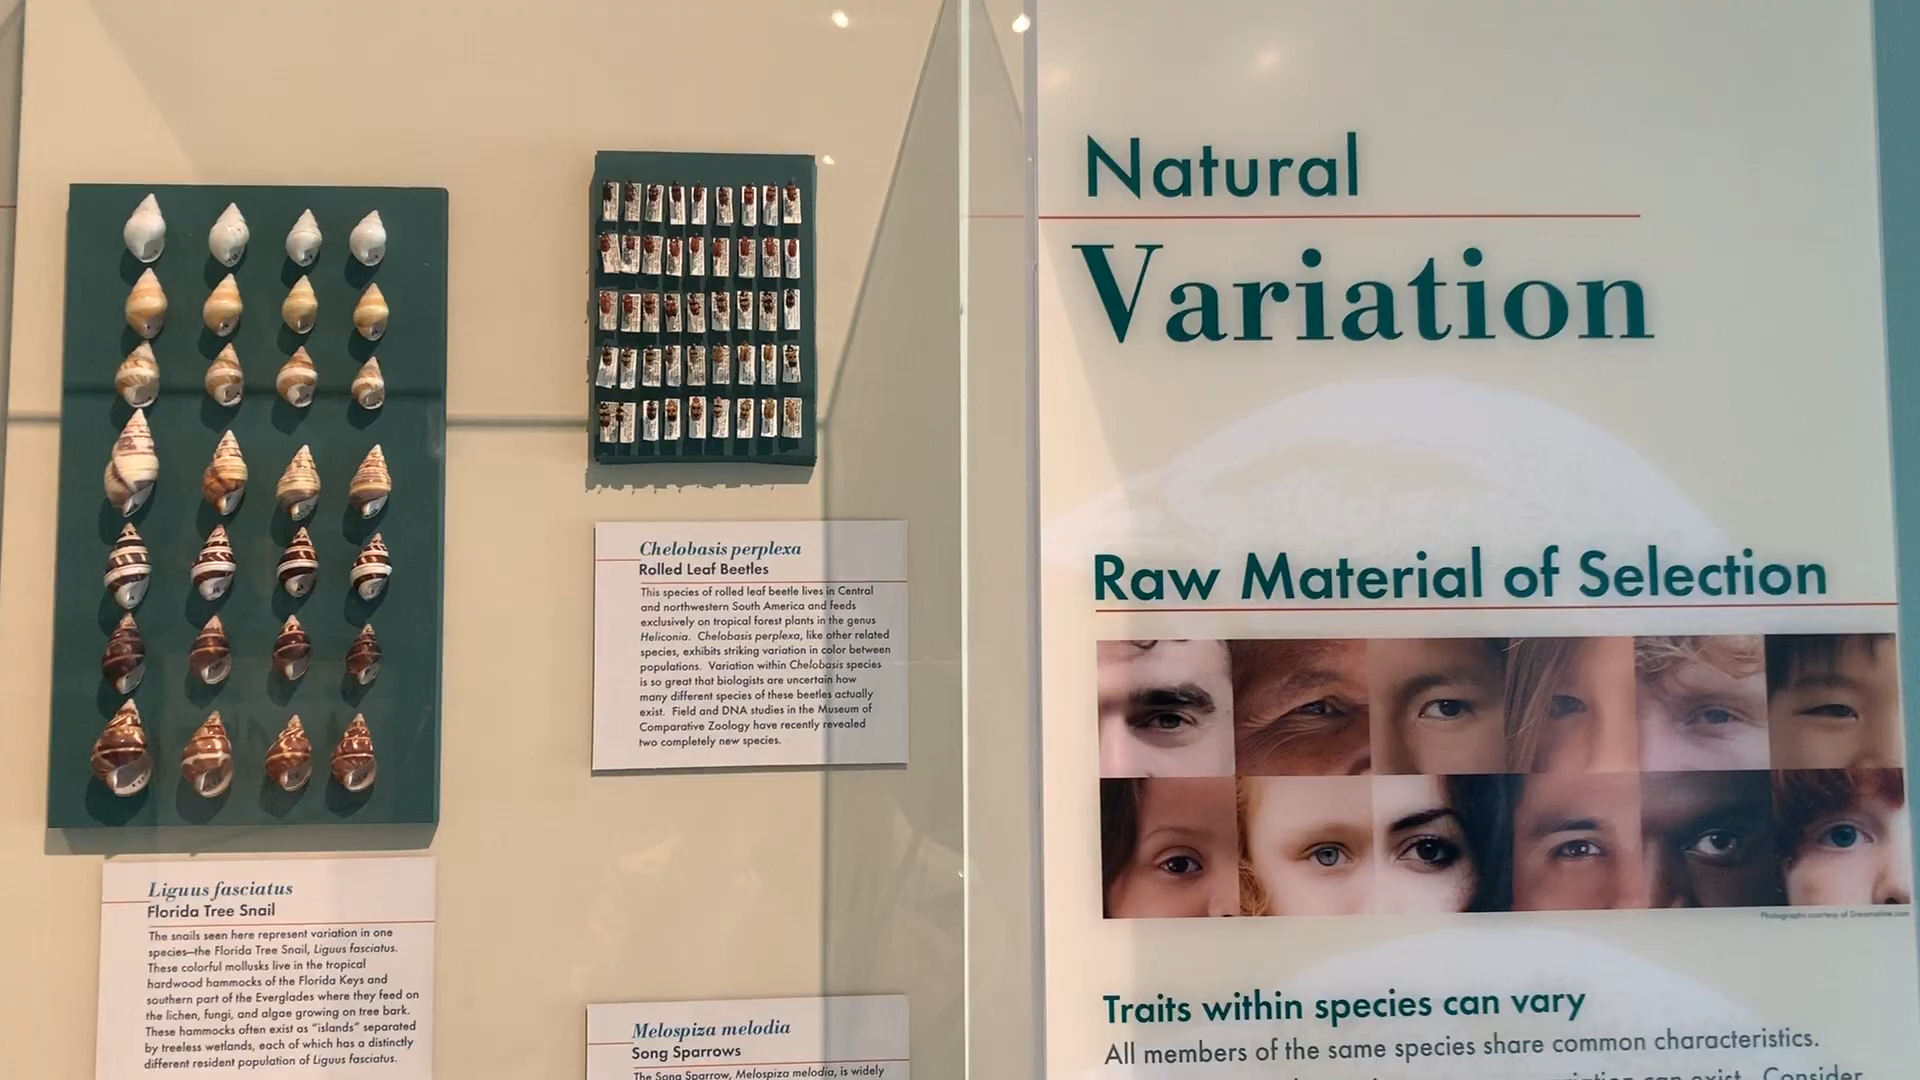 Liguus fasciatus
Florida Tree Snail
The snails seen here represent variation in one
species—the Florida Tree Snail, Liguus fasciatus.
These colorful mollusks live in the tropical
hardwood hammocks of the Florida Keys and
southern part of the Everglades where they feed on
the lichen, fungi, and algae growing on tree bark.
These hammocks often exist as "islands" separated
by treeless wetlands, each of which has a distinctly
different resident population of Liguus fasciatus.
Chelobasis perplexa
Rolled Leaf Beetles
This species of rolled leaf beetle lives in Central
and northwestern South America and feeds
exclusively on tropical forest plants in the genus
Heliconia. Chelobasis perplexa, like other related
species, exhibits striking variation in color between
populations. Variation within Chelobasis species
is so great that biologists are uncertain how
many different species of these beetles actually
exist. Field and DNA studies in the Museum of
Comparative Zoology have recently revealed
two completely new species.
Melospiza melodia
Song Sparrows
The Song Sparrow, Melospiza melodia, is widely
Natural
Variation
Raw Material of Selection
Photographs courtesy of Dreamstime.com
Traits within species can vary
All members of the same species share common characteristics.
variation can exist. Consider